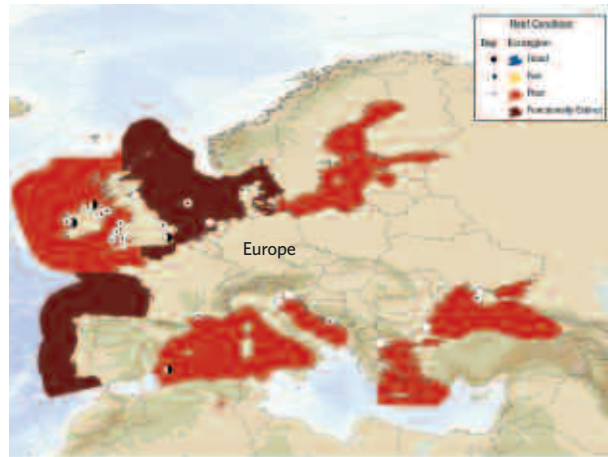 Reef Condition
Bay Ecoregion
Good
Fair
Poor
Functionally Extinct
Europe